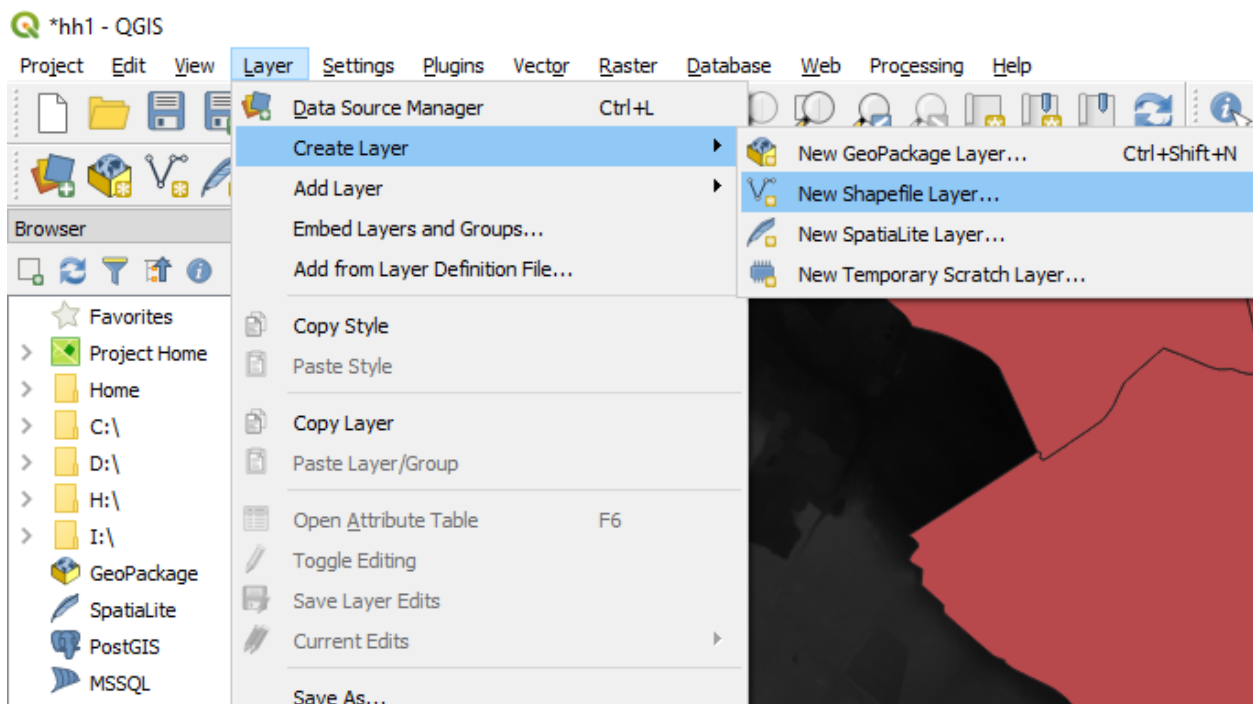 *hh1 - QGIS
Project Edit View Layer Settings Plugins Vector Raster Database Web Processing Help
Data Source Manager Ctrl+L
Create Layer
Add Layer
Embed Layers and Groups...
Add from Layer Definition File...
Copy Style
Paste Style
Copy Layer
Paste Layer/Group
Open Attribute Table F6
Toggle Editing
Save Layer Edits
Current Edits
Save As...
New GeoPackage Layer... Ctrl+Shift+N
New Shapefile Layer...
New SpatiaLite Layer...
New Temporary Scratch Layer...
Browser
Favorites
Project Home
Home
C:\
D:\
H:\
I:\
GeoPackage
SpatiaLite
PostGIS
MSSQL